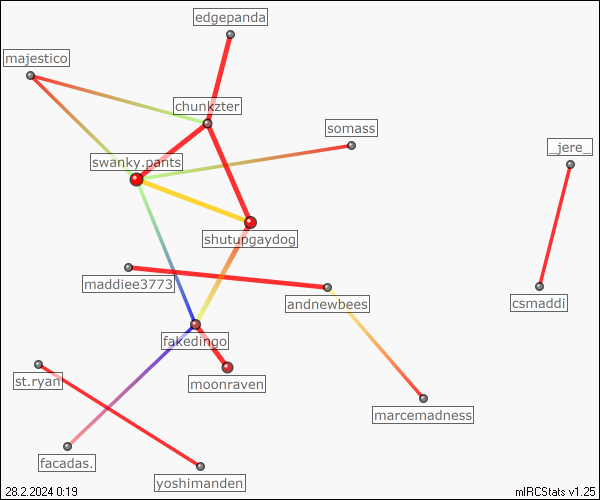 edgepanda
majestico
chunkzter
somass
_jere_
swanky.pants
shutupgaydog
maddiee3773
andnewbees
csmaddi
fakedingo
st.ryan
moonraven
marcemadness
facadas.
yoshimanden
28.2.2024 0:19
mIRCStats v1.25